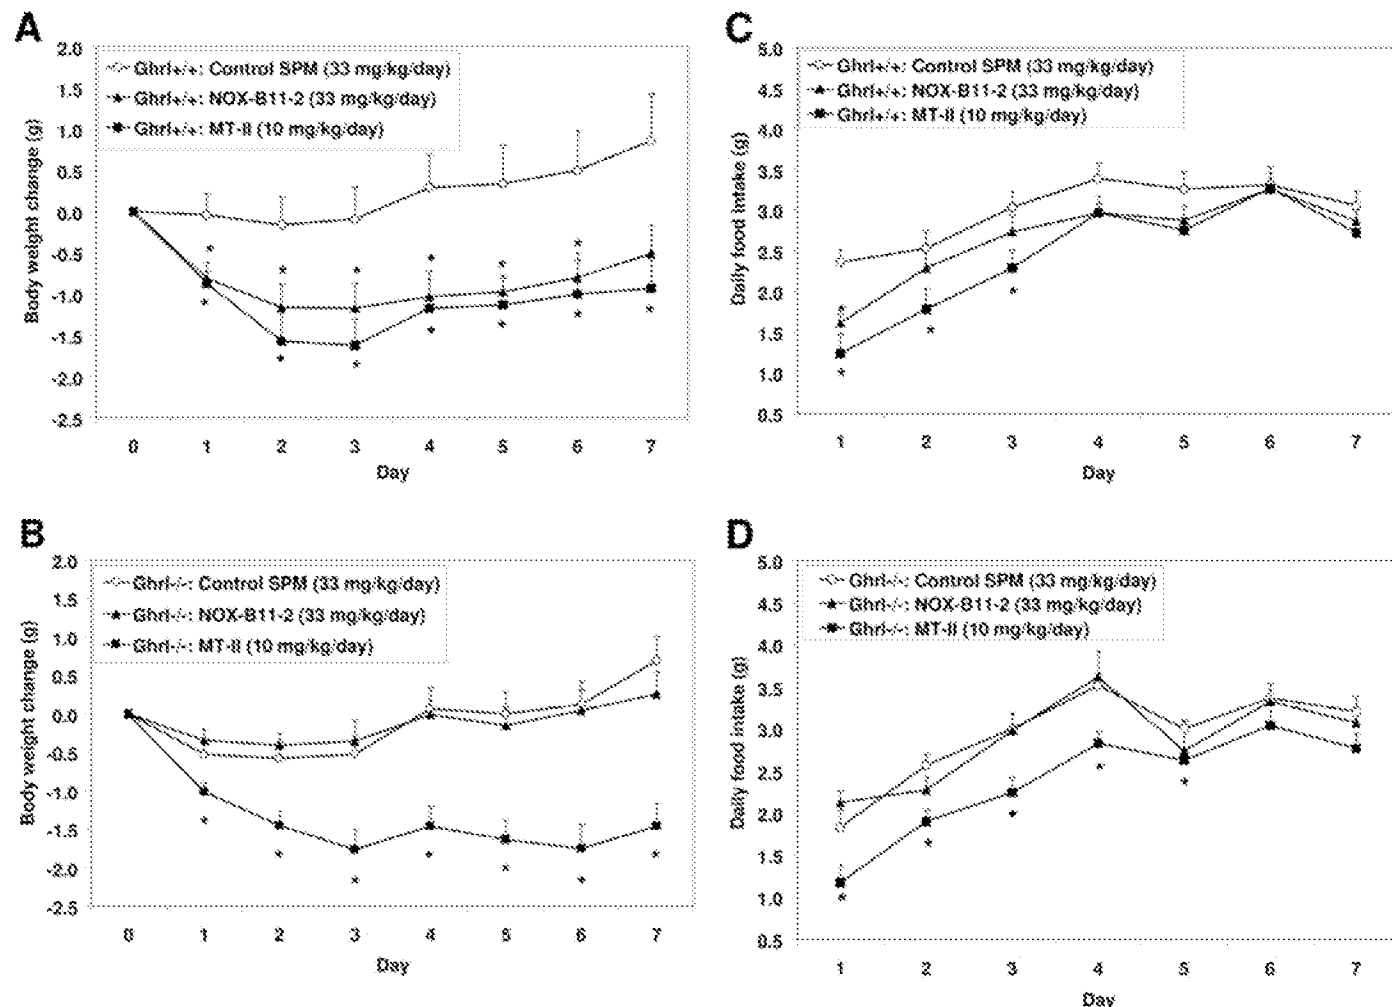 A
Ghrl+/+: Control SPM (33 mg/kg/day)
Ghrl+/+: NOX-B11-2 (33 mg/kg/day)
Ghrl+/+: MT-II (10 mg/kg/day)
Body weight change (g)
2.0
1.5
1.0
0.5
0.0
-0.5
-1.0
-1.5
-2.0
-2.5
0 1 2 3 4 5 6 7
Day
C
Ghrl+/+: Control SPM (33 mg/kg/day)
Ghrl+/+: NOX-B11-2 (33 mg/kg/day)
Ghrl+/+: MT-II (10 mg/kg/day)
Daily food intake (g)
5.0
4.5
4.0
3.5
3.0
2.5
2.0
1.5
1.0
0.5
1 2 3 4 5 6 7
Day
B
Ghrl-/-: Control SPM (33 mg/kg/day)
Ghrl-/-: NOX-B11-2 (33 mg/kg/day)
Ghrl-/-: MT-II (10 mg/kg/day)
Body weight change (g)
2.0
1.5
1.0
0.5
0.0
-0.5
-1.0
-1.5
-2.0
-2.5
0 1 2 3 4 5 6 7
Day
D
Ghrl-/-: Control SPM (33 mg/kg/day)
Ghrl-/-: NOX-B11-2 (33 mg/kg/day)
Ghrl-/-: MT-II (10 mg/kg/day)
Daily food intake (g)
5.0
4.5
4.0
3.5
3.0
2.5
2.0
1.5
1.0
0.5
1 2 3 4 5 6 7
Day